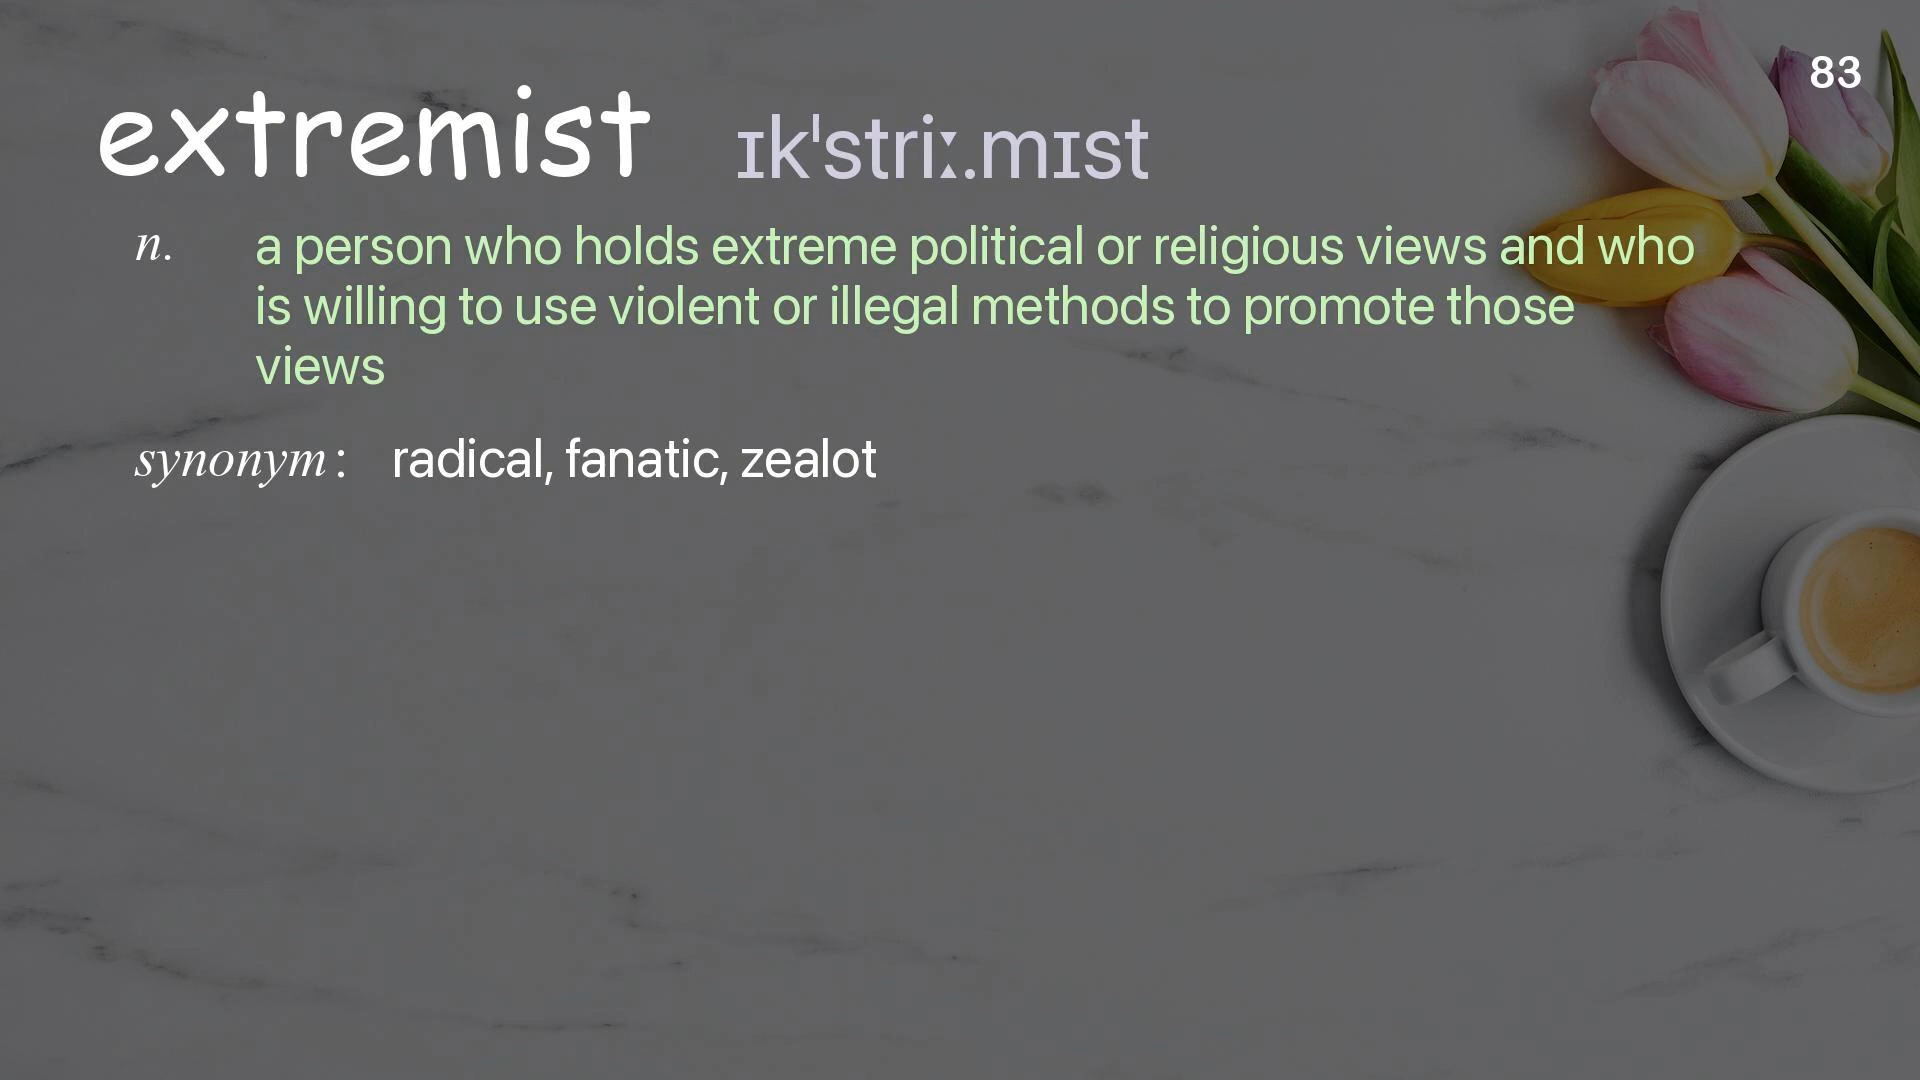 83
extremist ɪkˈstriː.mɪst
n. a person who holds extreme political or religious views and who
is willing to use violent or illegal methods to promote those
views
synonym: radical, fanatic, zealot